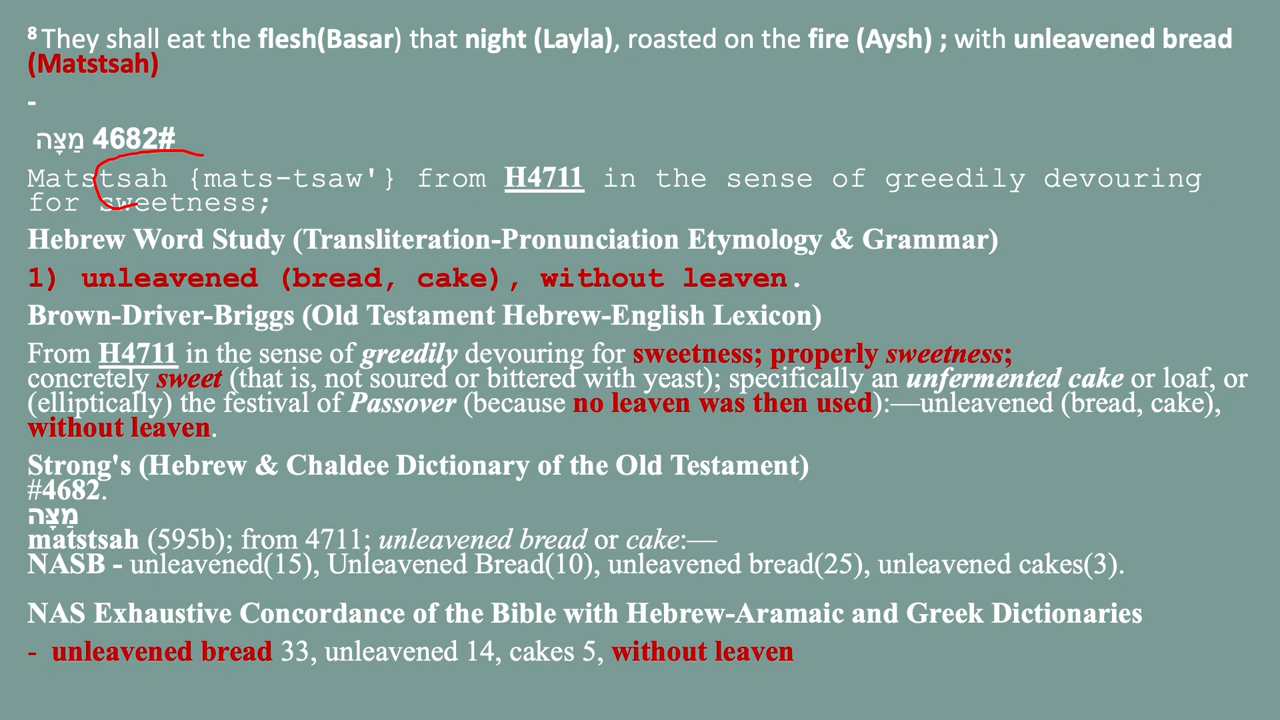 8 They shall eat the flesh(Basar) that night (Layla), roasted on the fire (Aysh) ; with unleavened bread
(Matstsah)
-
מַצָּה 4682#
Matstsah {mats-tsaw'} from H4711 in the sense of greedily devouring
for sweetness;
Hebrew Word Study (Transliteration-Pronunciation Etymology & Grammar)
1) unleavened (bread, cake), without leaven.
Brown-Driver-Briggs (Old Testament Hebrew-English Lexicon)
From H4711 in the sense of greedily devouring for sweetness; properly sweetness;
concretely sweet (that is, not soured or bittered with yeast); specifically an unfermented cake or loaf, or
(elliptically) the festival of Passover (because no leaven was then used):—unleavened (bread, cake),
without leaven.
Strong's (Hebrew & Chaldee Dictionary of the Old Testament)
#4682.
מַצָּה
matstsah (595b); from 4711; unleavened bread or cake:—
NASB - unleavened(15), Unleavened Bread(10), unleavened bread(25), unleavened cakes(3).
NAS Exhaustive Concordance of the Bible with Hebrew-Aramaic and Greek Dictionaries
- unleavened bread 33, unleavened 14, cakes 5, without leaven